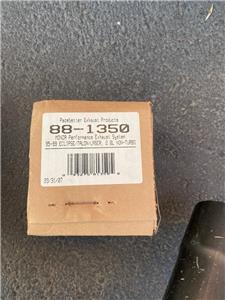 PaceSetter Exhaust Products
88-1350
MONZA Performance Exhaust System
95-99 ECLIPSE/TALON/LASER, 2.0L NON-TURBO